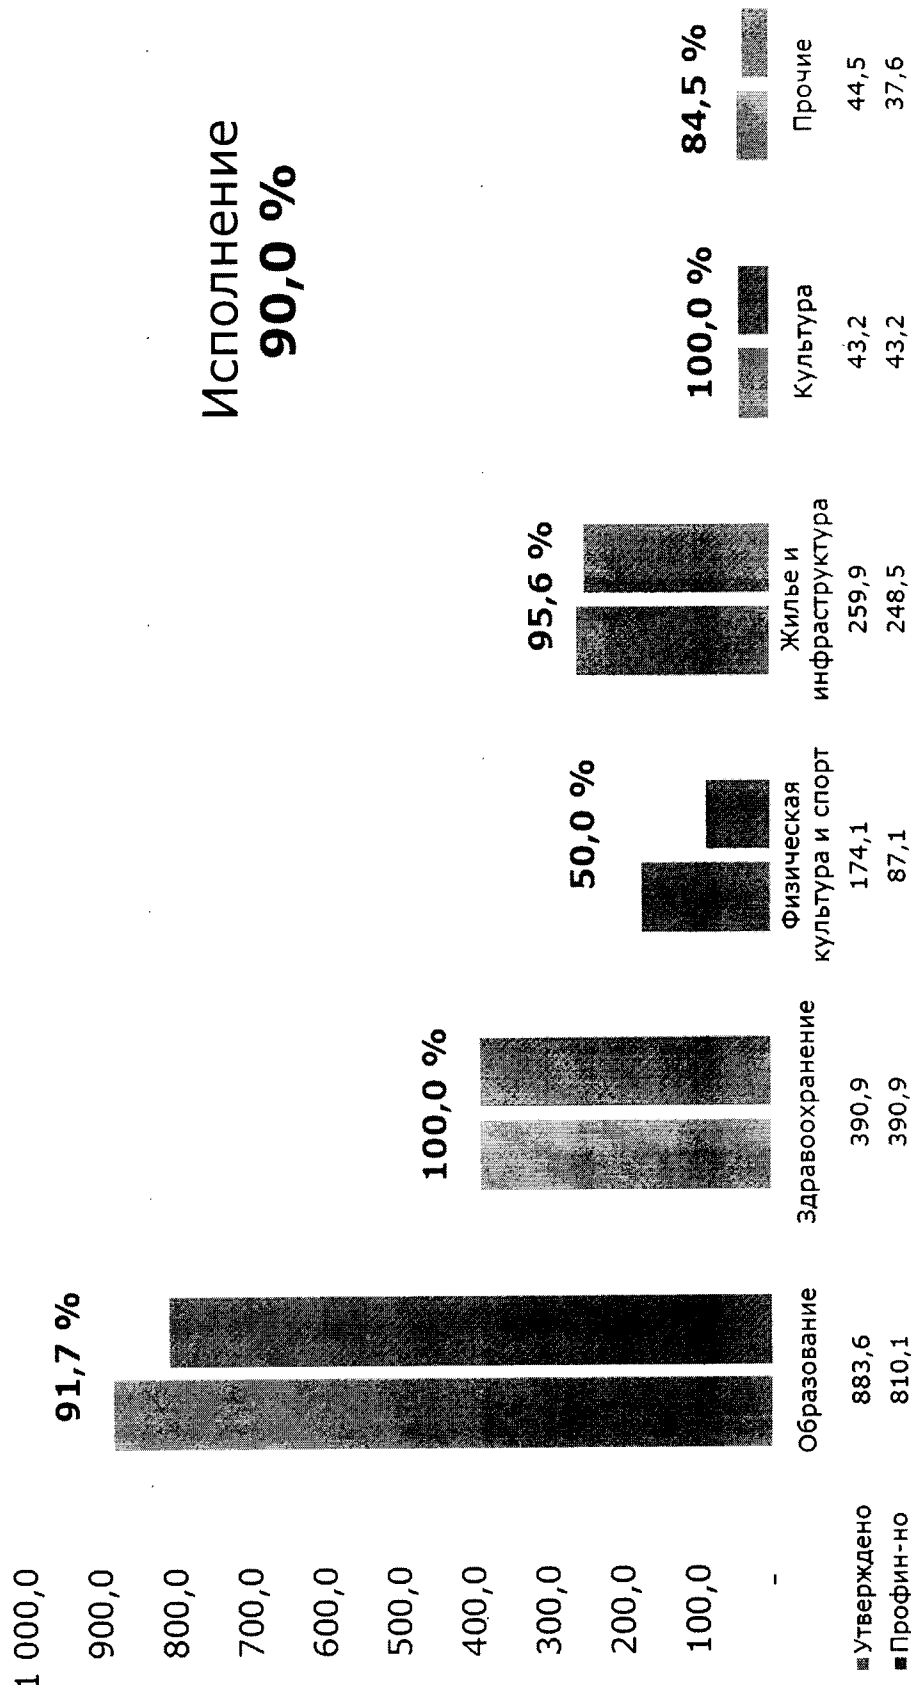 Исполнение
90,0 %
1 000,0
900,0
800,0
700,0
600,0
500,0
400,0
300,0
200,0
100,0
-
91,7 %
100,0 %
50,0 %
95,6 %
100,0 %
84,5 %
Образование
Здравоохранение
Физическая
культура и спорт
Жилье и
инфраструктура
Культура
Прочие
Утверждено 883,6 390,9 174,1 259,9 43,2 44,5
Профин-но 810,1 390,9 87,1 248,5 43,2 37,6